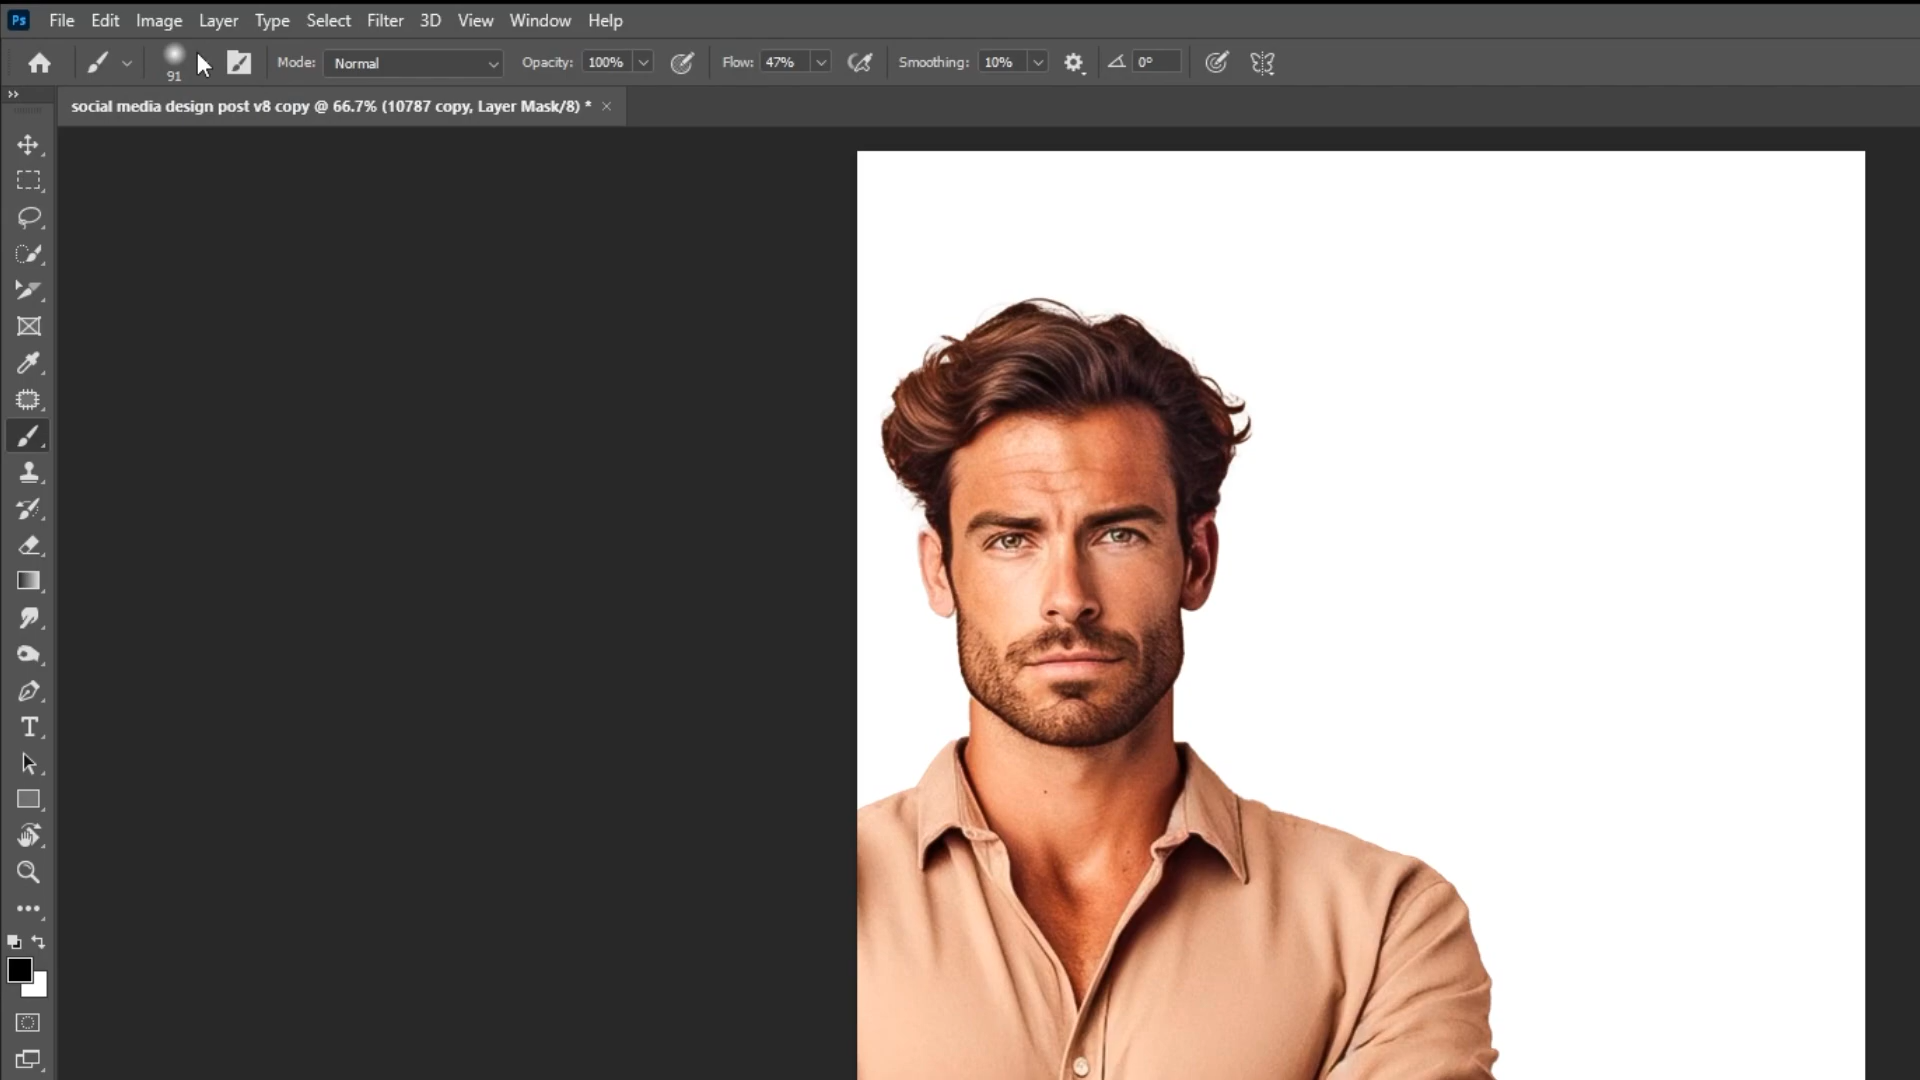 Ps File Edit Image Layer Type Select Filter 3D View Window Help
91 Mode: Normal Opacity: 100% Flow: 47% Smoothing: 10% 0°
social media design post v8 copy @ 66.7% (10787 copy, Layer Mask/8) * ×
T